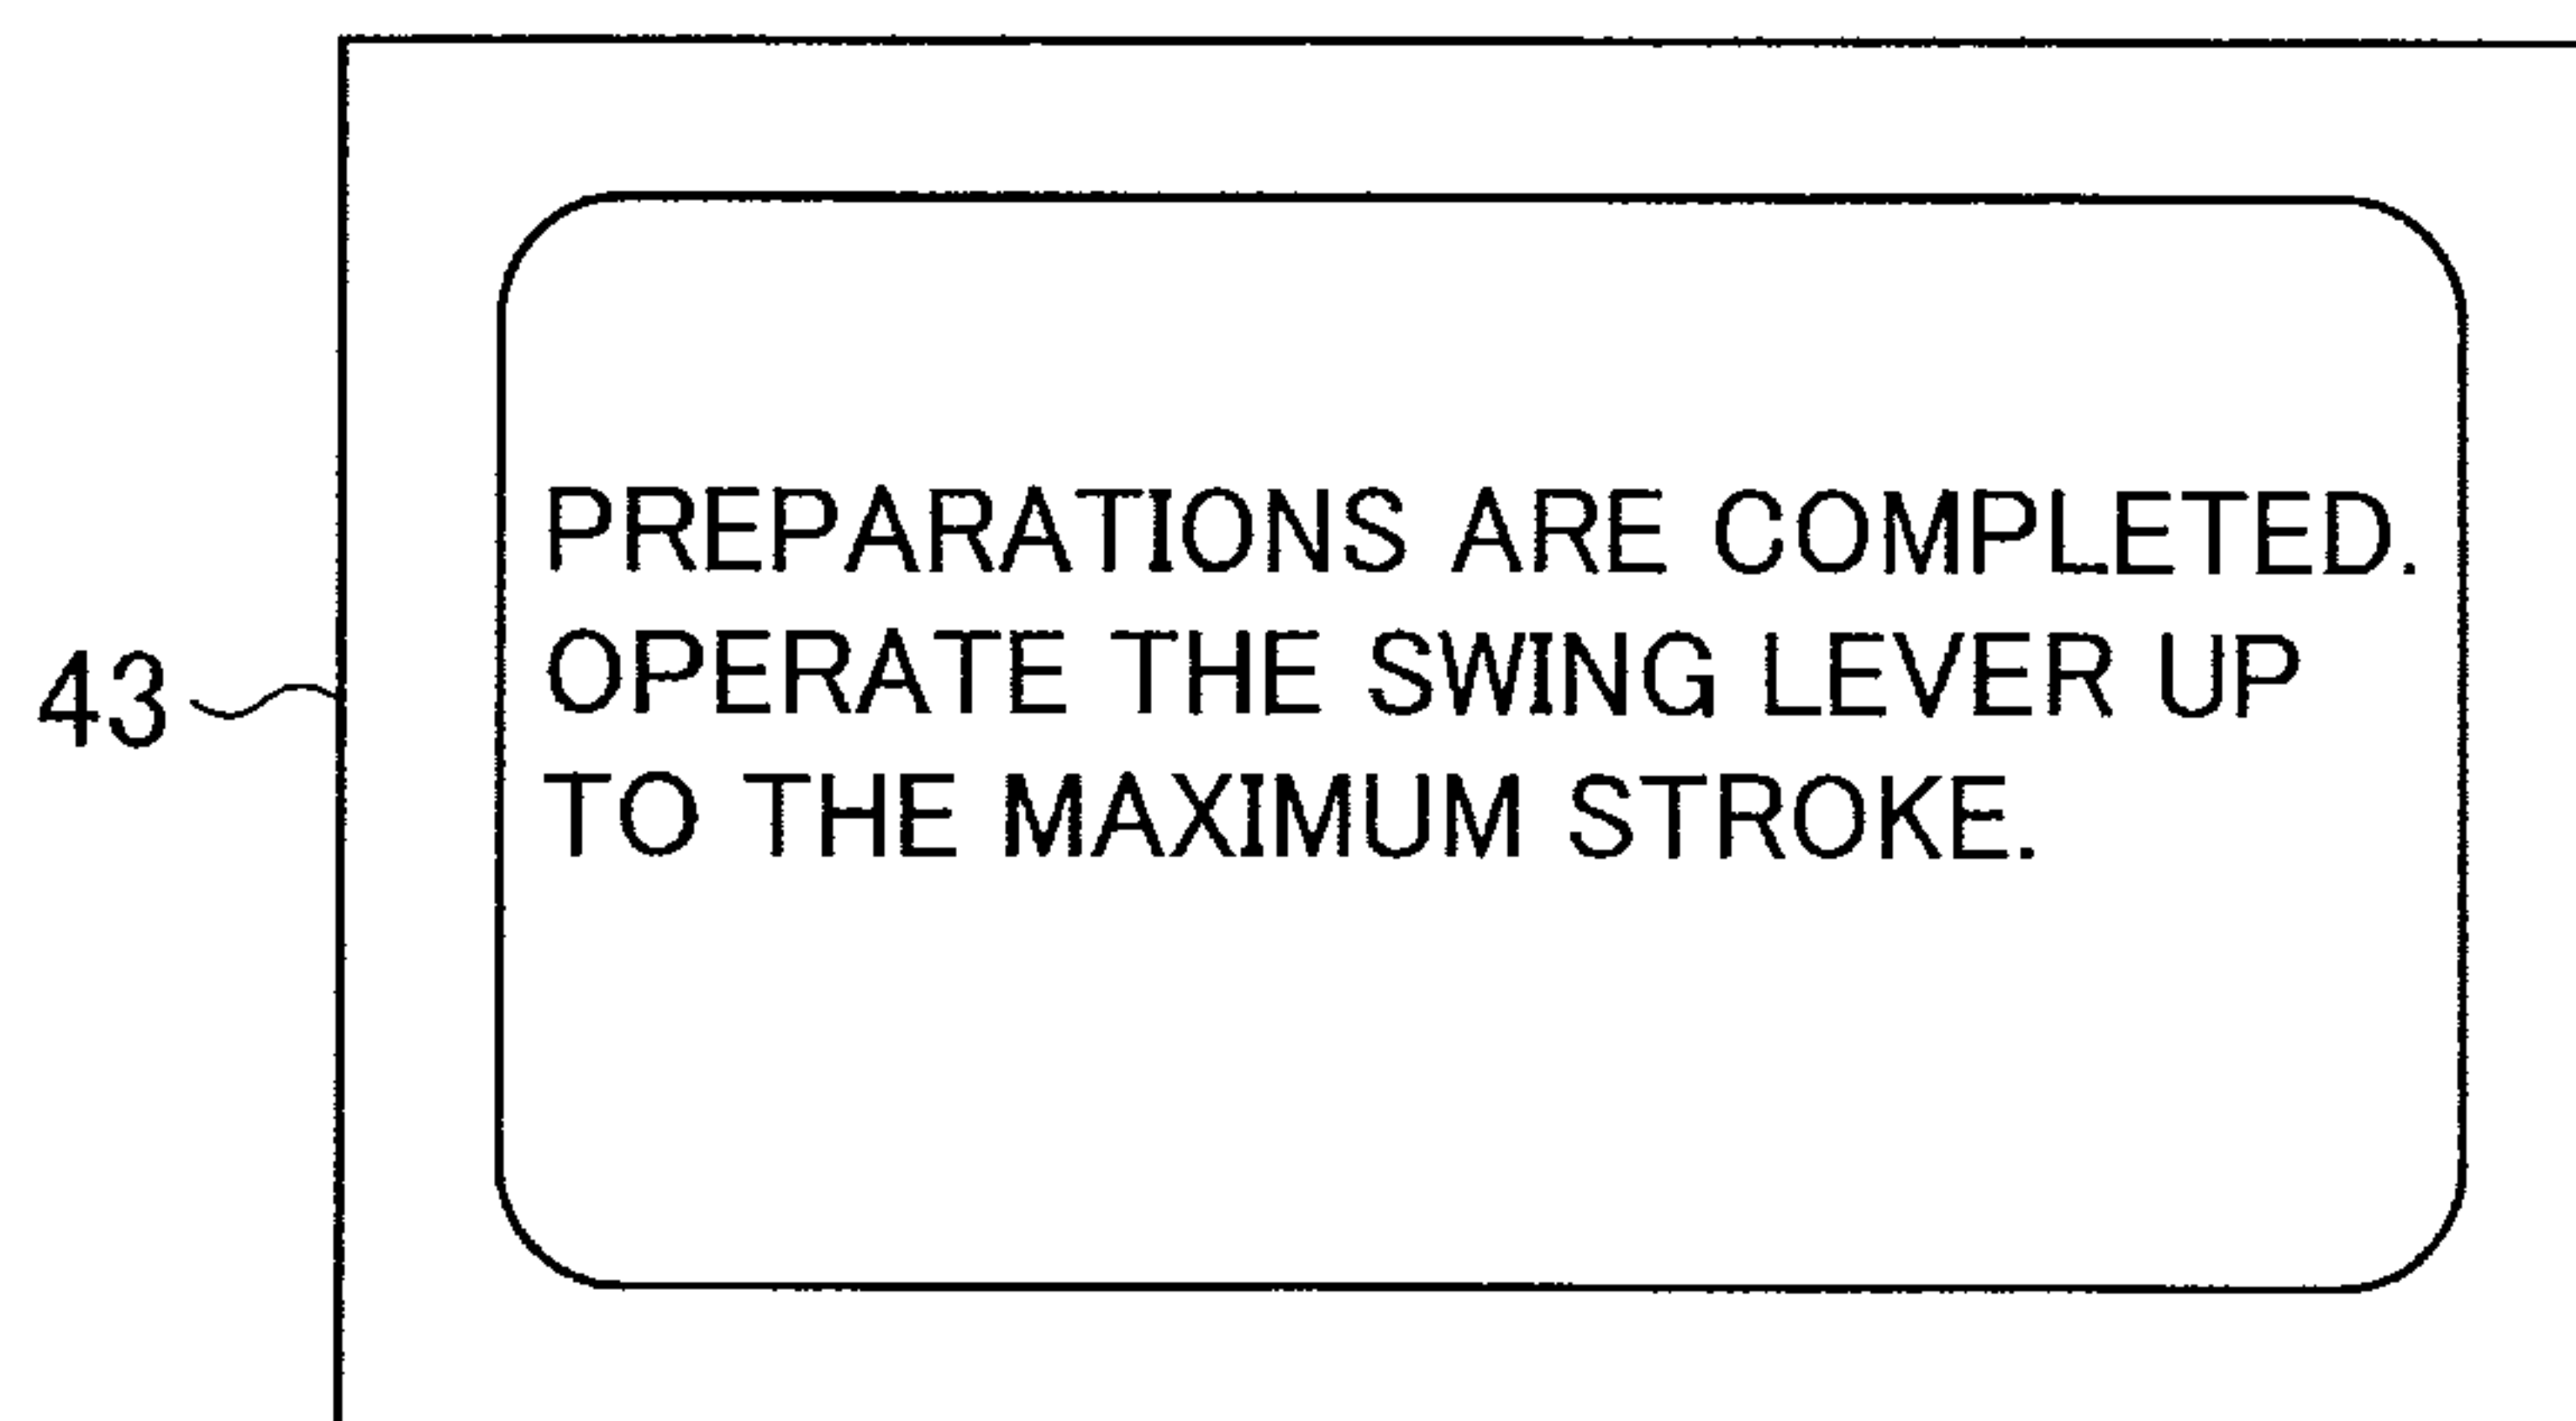 PREPARATIONS ARE COMPLETED.
OPERATE THE SWING LEVER UP
43
TO THE MAXIMUM STROKE.